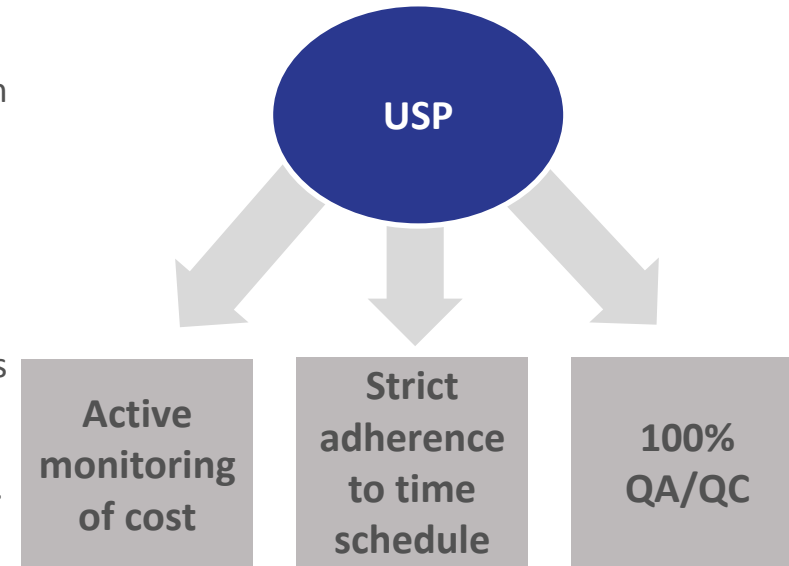 USP
Active
monitoring
of cost
Strict
adherence
to time
schedule
100%
QA/QC